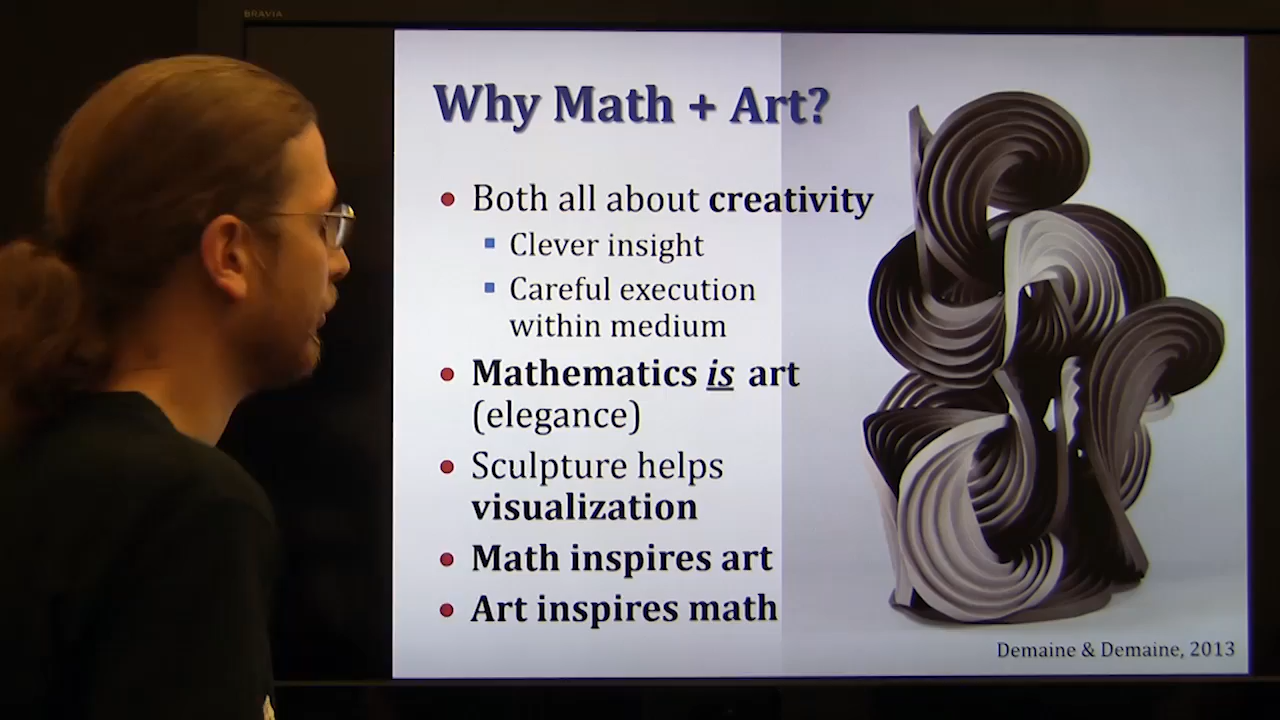 BRAVIA
Why Math + Art?
• Both all about creativity
▪ Clever insight
▪ Careful execution
within medium
• Mathematics is art
(elegance)
• Sculpture helps
visualization
• Math inspires art
• Art inspires math
Demaine & Demaine, 2013